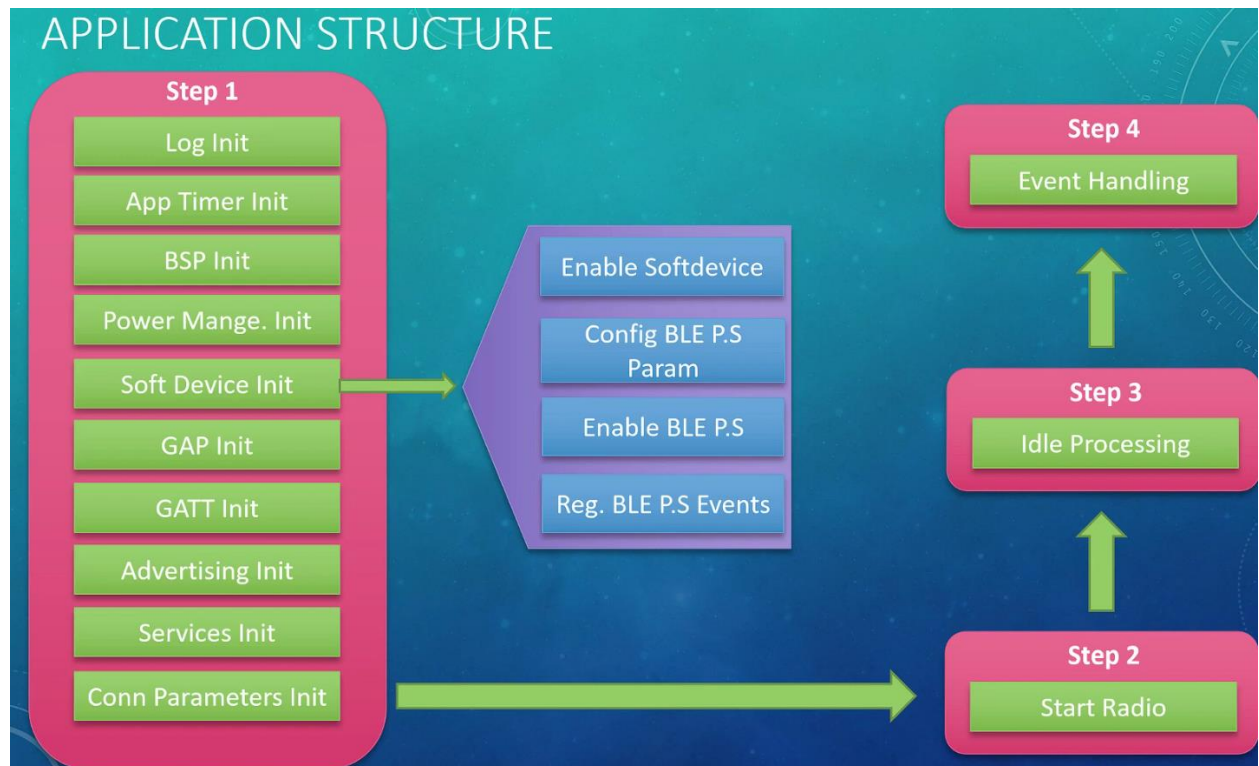 APPLICATION STRUCTURE
Step 1
Log Init
App Timer Init
BSP Init
Power Mange. Init
Soft Device Init
GAP Init
GATT Init
Advertising Init
Services Init
Conn Parameters Init
Enable Softdevice
Config BLE P.S
Param
Enable BLE P.S
Reg. BLE P.S Events
Step 4
Event Handling
Step 3
Idle Processing
Step 2
Start Radio